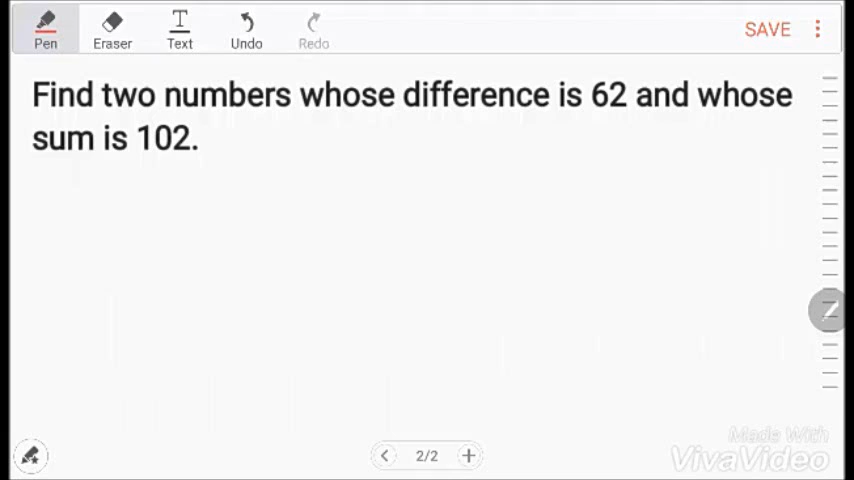 Pen Eraser Text Undo Redo SAVE
Find two numbers whose difference is 62 and whose
sum is 102.
2/2
Made With
VivaVideo